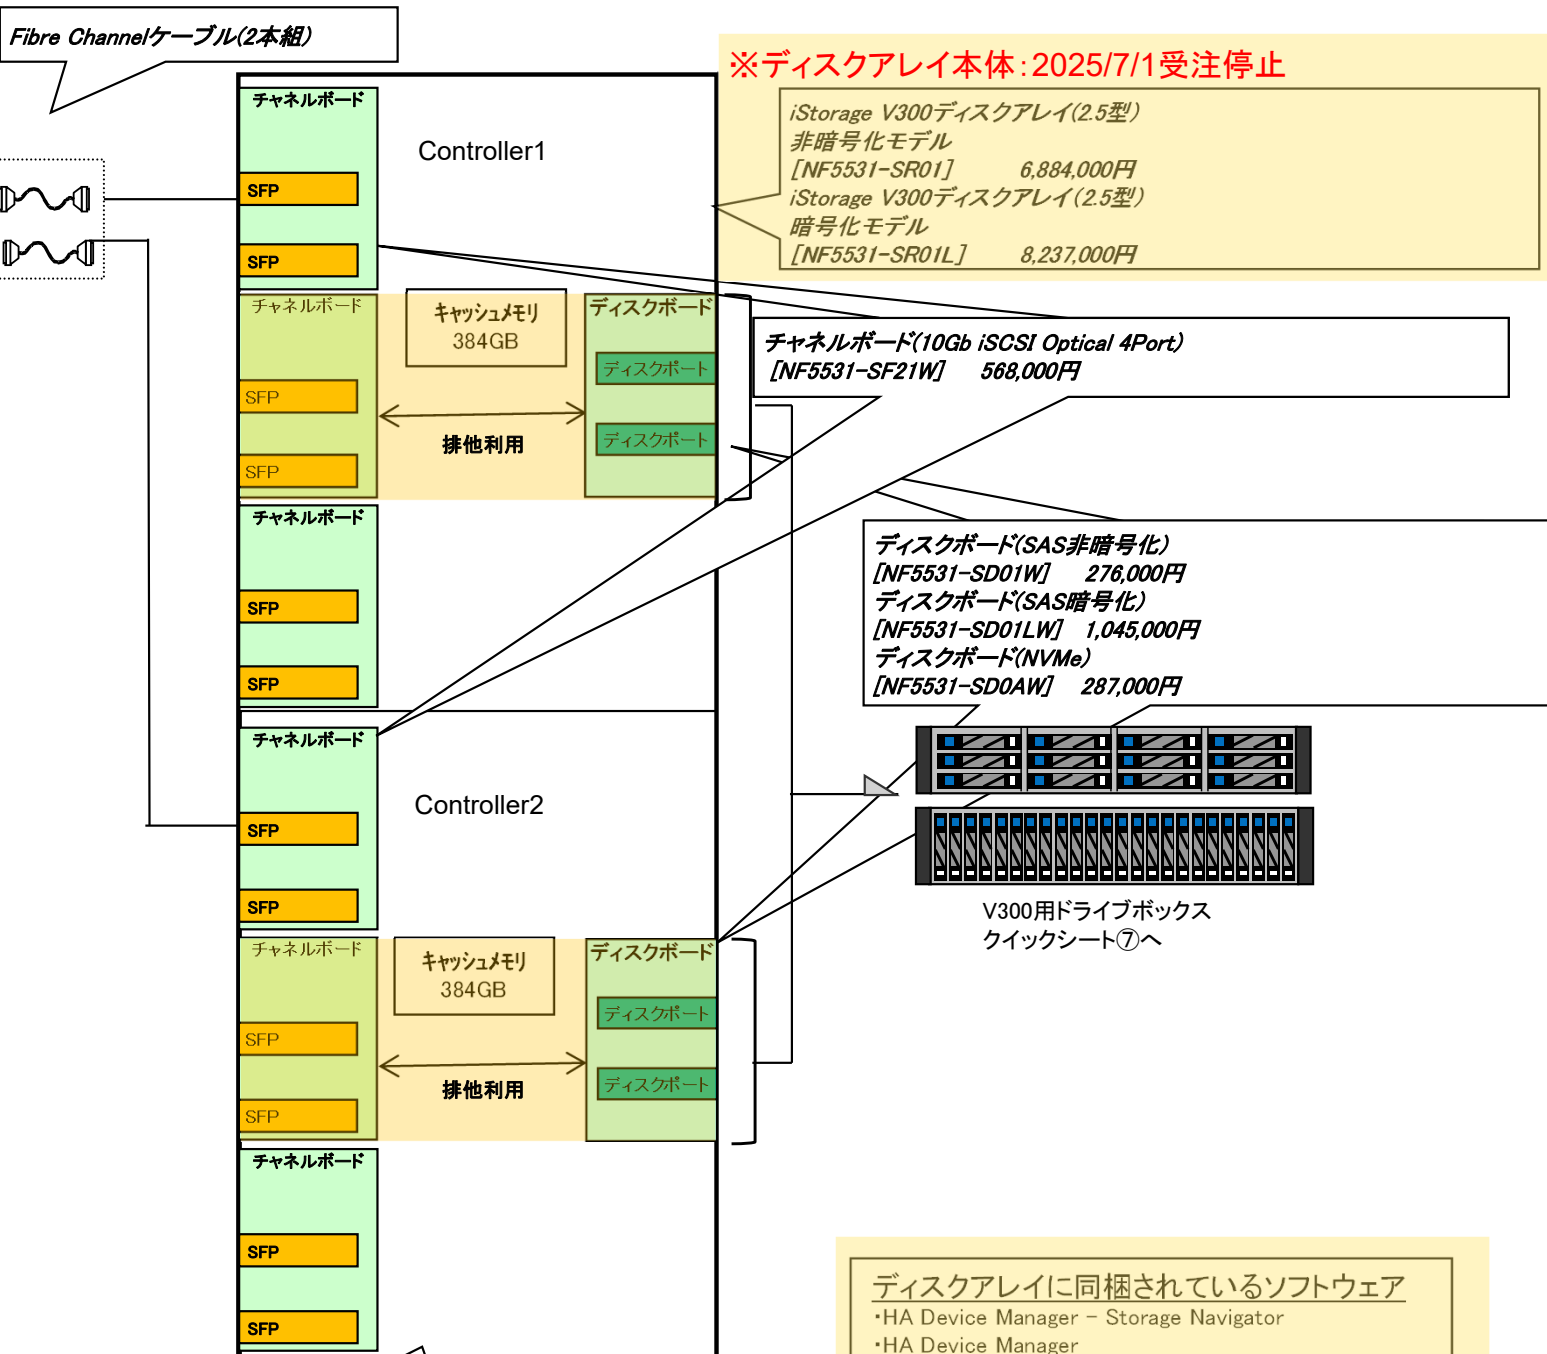 Fibre Channelケーブル(2本組)
※ディスクアレイ本体：2025/7/1受注停止
iStorage V300ディスクアレイ(2.5型)
非暗号化モデル
[NF5531-SR01] 6,884,000円
iStorage V300ディスクアレイ(2.5型)
暗号化モデル
[NF5531-SR01L] 8,237,000円
チャネルボード
Controller1
SFP
SFP
チャネルボード
キャッシュメモリ
384GB
ディスクボード
ディスクポート
SFP
排他利用
ディスクポート
SFP
チャネルボード(10Gb iSCSI Optical 4Port)
[NF5531-SF21W] 568,000円
チャネルボード
SFP
SFP
ディスクボード(SAS非暗号化)
[NF5531-SD01W] 276,000円
ディスクボード(SAS暗号化)
[NF5531-SD01LW] 1,045,000円
ディスクボード(NVMe)
[NF5531-SD0AW] 287,000円
チャネルボード
Controller2
SFP
SFP
V300用ドライブボックス
クイックシート⑦へ
チャネルボード
キャッシュメモリ
384GB
ディスクボード
ディスクポート
SFP
排他利用
ディスクポート
SFP
チャネルボード
SFP
SFP
ディスクアレイに同梱されているソフトウェア
・HA Device Manager - Storage Navigator
・HA Device Manager